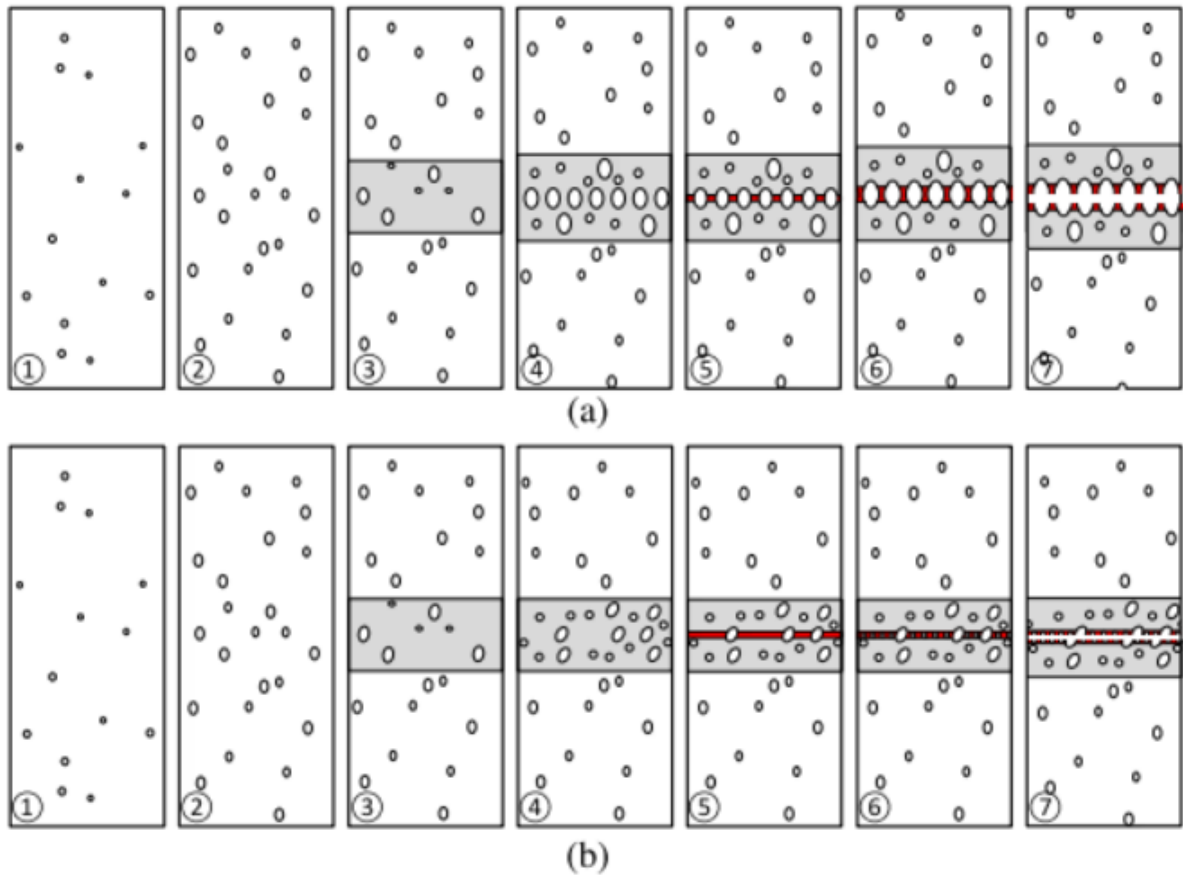 ① ② ③ ④ ⑤ ⑥ ⑦
(a)
① ② ③ ④ ⑤ ⑥ ⑦
(b)